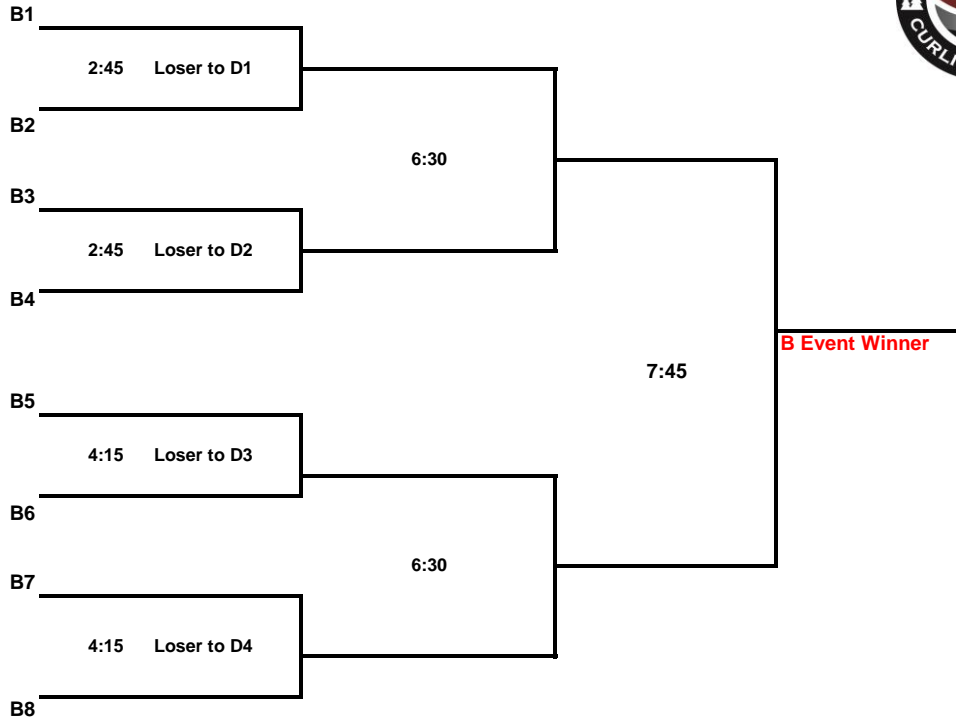 B1
2:45 Loser to D1
B2
6:30
B3
2:45 Loser to D2
B4
B Event Winner
7:45
B5
4:15 Loser to D3
B6
6:30
B7
4:15 Loser to D4
B8